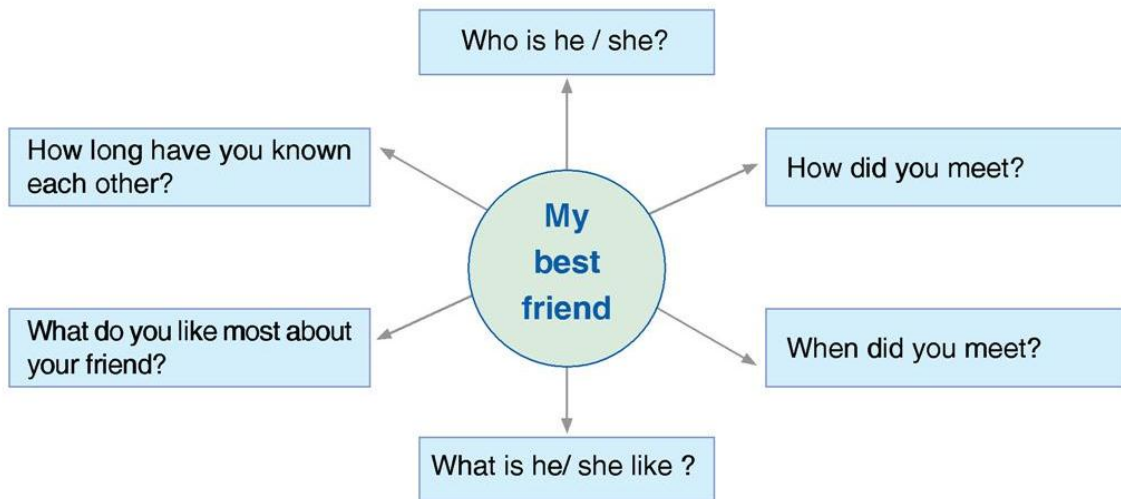 Who is he / she?
How long have you known
each other?
How did you meet?
My
best
friend
What do you like most about
your friend?
When did you meet?
What is he/ she like ?